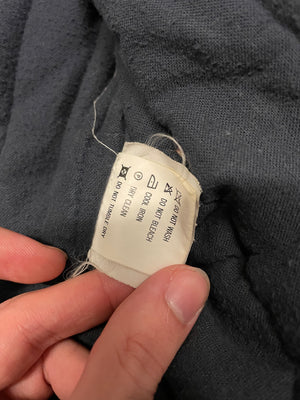 DO NOT WASH
DO NOT BLEACH
COOL IRON
DRY CLEAN
DO NOT TUMBLE DRY